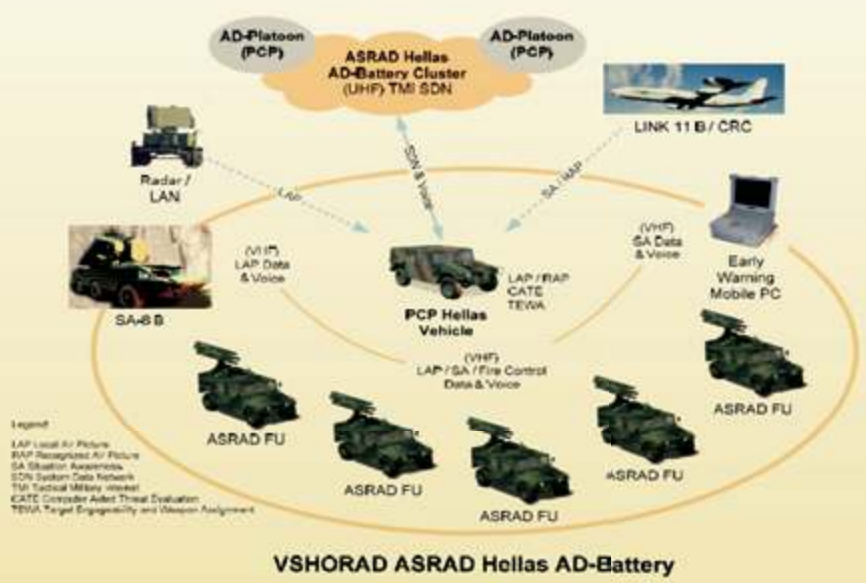 AD-Platoon
(PCP)
AD-Platoon
(PCP)
ASRAD Hellas
AD-Battery Cluster
(UHF) TMI SDN
LINK 11 B / CRC
Radar /
LAN
LAP
SDN & Voice
SA / RAP
(VHF)
LAP Data
& Voice
(VHF)
SA Data
& Voice
Early
Warning
Mobile PC
SA-8 B
LAP / RAP
CATE
TEWA
PCP Hellas
Vehicle
(VHF)
LAP / SA / Fire Control
Data & Voice
ASRAD FU
ASRAD FU
ASRAD FU
ASRAD FU
ASRAD FU
Legend
LAP Local Air Picture
RAP Recognized Air Picture
SA Situation Awareness
SDN System Data Network
TMI Tactical Military Internet
CATE Computer Aided Threat Evaluation
TEWA Target Engageability and Weapon Assignment
VSHORAD ASRAD Hellas AD-Battery